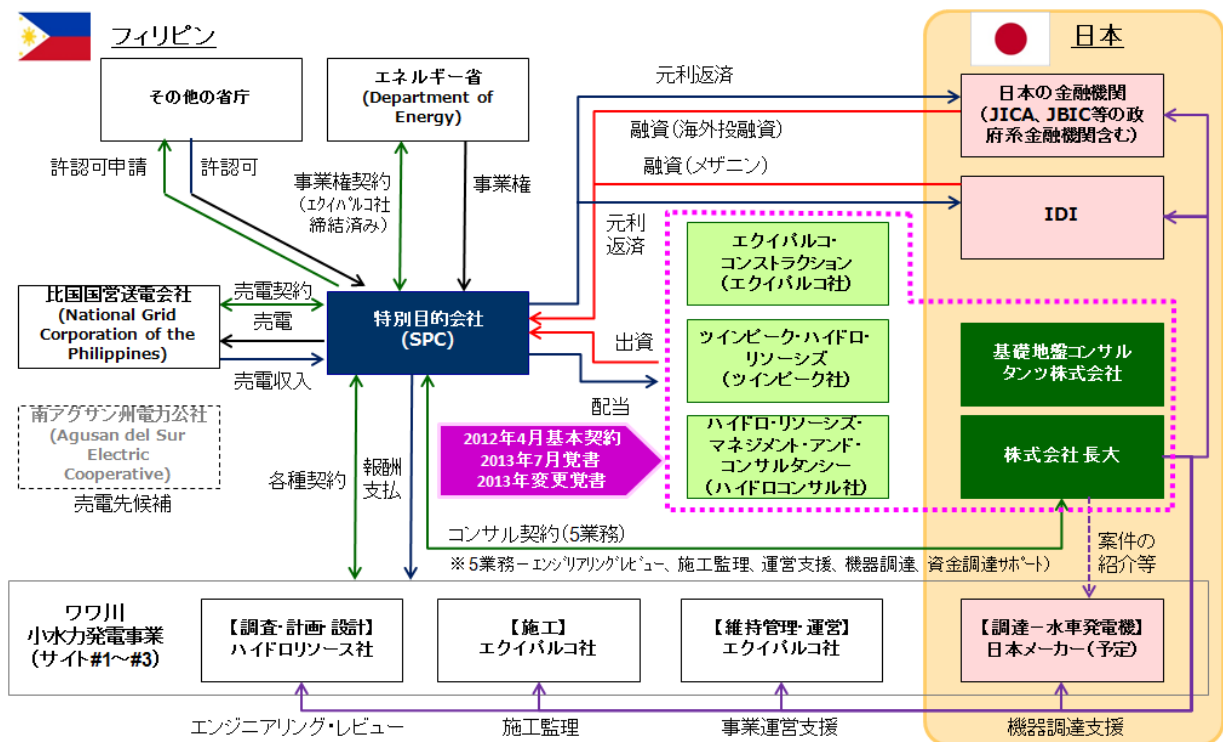 フィリピン
日本
その他の省庁
エネルギー省
(Department of
Energy)
元利返済
日本の金融機関
(JICA、JBIC等の政
府系金融機関含む)
融資(海外投融資)
許認可申請
許認可
事業権契約
(エクイパルコ社
締結済み)
事業権
融資(メザニン)
IDI
元利
返済
エクイパルコ・
コンストラクション
(エクイパルコ社)
比国国営送電会社
(National Grid
Corporation of the
Philippines)
売電契約
売電
売電収入
特別目的会社
(SPC)
出資
配当
ツインピーク・ハイドロ・
リソーシズ
(ツインピーク社)
基礎地盤コンサル
タンツ株式会社
南アグサン州電力公社
(Agusan del Sur
Electric
Cooperative)
売電先候補
各種契約
報酬
支払
2012年4月基本契約
2013年7月覚書
2013年変更覚書
ハイドロ・リソーシズ・
マネジメント・アンド・
コンサルタンシー
(ハイドロコンサル社)
株式会社長大
コンサル契約(5業務)
※5業務－エンジリアリングレビュー、施工監理、運営支援、機器調達、資金調達サポート)
案件の
紹介等
ワワ川
小水力発電事業
(サイト#1～#3)
【調査・計画・設計】
ハイドロリソース社
【施工】
エクイパルコ社
【維持管理・運営】
エクイパルコ社
【調達－水車発電機】
日本メーカー(予定)
エンジニアリング・レビュー
施工監理
事業運営支援
機器調達支援